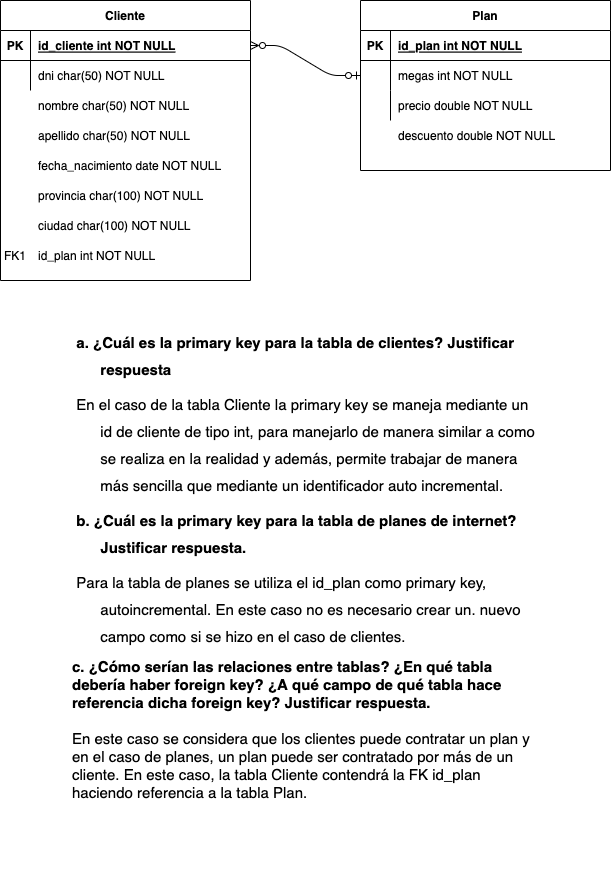 Cliente
PK id_cliente int NOT NULL
dni char(50) NOT NULL
nombre char(50) NOT NULL
apellido char(50) NOT NULL
fecha_nacimiento date NOT NULL
provincia char(100) NOT NULL
ciudad char(100) NOT NULL
FK1 id_plan int NOT NULL
Plan
PK id_plan int NOT NULL
megas int NOT NULL
precio double NOT NULL
descuento double NOT NULL
a. ¿Cuál es la primary key para la tabla de clientes? Justificar
respuesta
En el caso de la tabla Cliente la primary key se maneja mediante un
id de cliente de tipo int, para manejarlo de manera similar a como
se realiza en la realidad y además, permite trabajar de manera
más sencilla que mediante un identificador auto incremental.
b. ¿Cuál es la primary key para la tabla de planes de internet?
Justificar respuesta.
Para la tabla de planes se utiliza el id_plan como primary key,
autoincremental. En este caso no es necesario crear un. nuevo
campo como si se hizo en el caso de clientes.
c. ¿Cómo serían las relaciones entre tablas? ¿En qué tabla
debería haber foreign key? ¿A qué campo de qué tabla hace
referencia dicha foreign key? Justificar respuesta.
En este caso se considera que los clientes puede contratar un plan y
en el caso de planes, un plan puede ser contratado por más de un
cliente. En este caso, la tabla Cliente contendrá la FK id_plan
haciendo referencia a la tabla Plan.